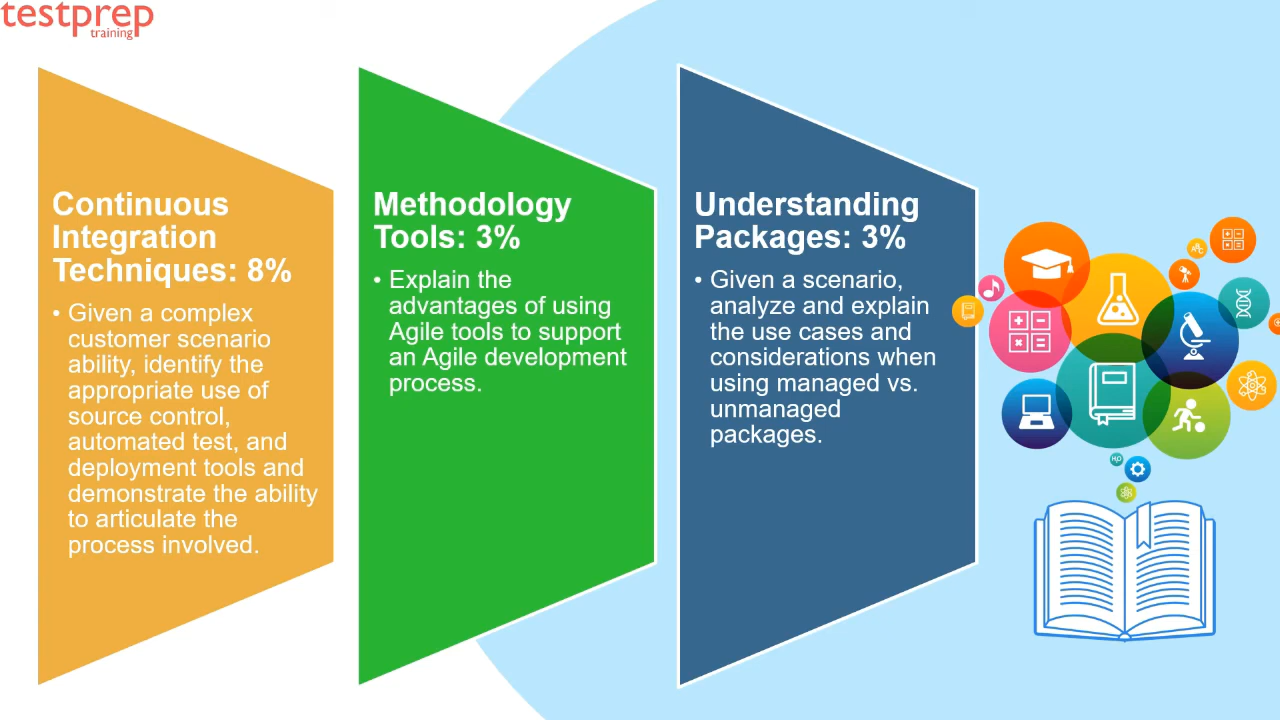 testprep
training
Continuous
Integration
Techniques: 8%
• Given a complex
customer scenario
ability, identify the
appropriate use of
source control,
automated test, and
deployment tools and
demonstrate the ability
to articulate the
process involved.
Methodology
Tools: 3%
• Explain the
advantages of using
Agile tools to support
an Agile development
process.
Understanding
Packages: 3%
• Given a scenario,
analyze and explain
the use cases and
considerations when
using managed vs.
unmanaged
packages.
H₂O